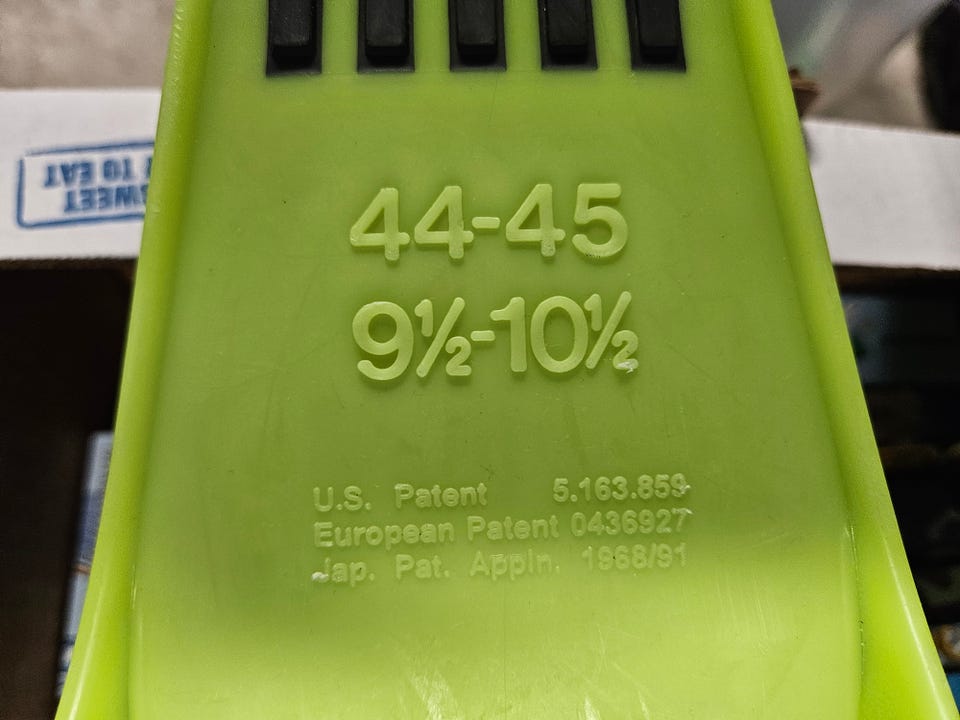 SWEET
TO EAT
44-45
9½-10½
U.S. Patent 5.163.859
European Patent 0436927
Jap. Pat. Appln. 1968/91